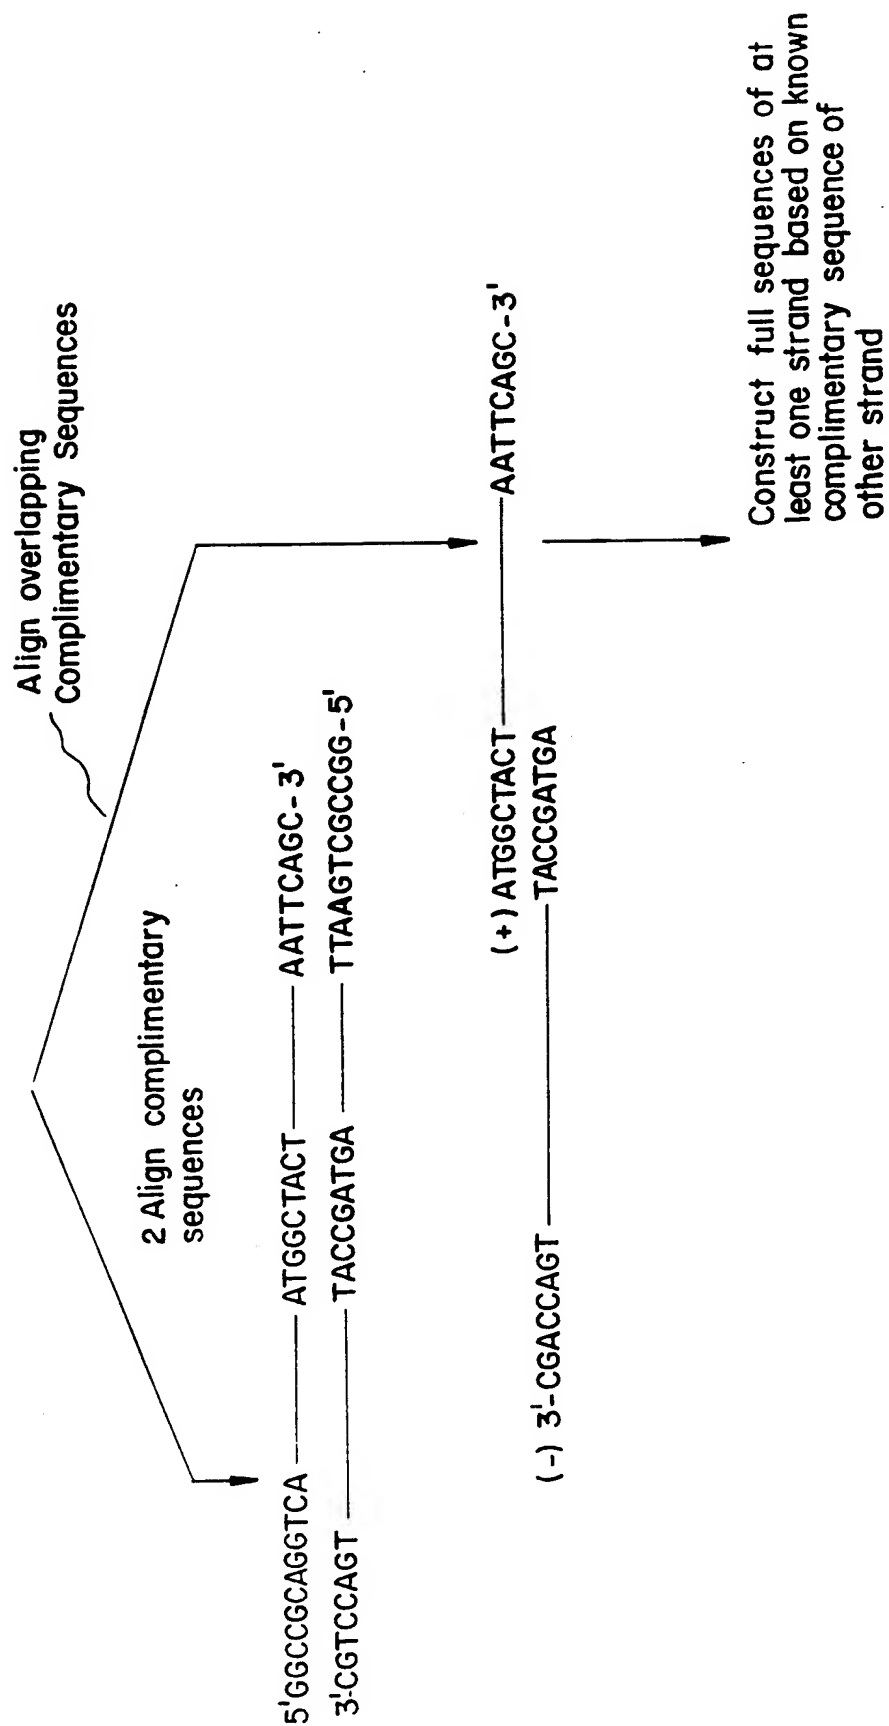 Align overlapping
Complimentary Sequences
2 Align complimentary
sequences
5'GGCCGCAGGTCA ATGGCTACT AATTCAGC-3'
3'-CGTCCAGT TACCGATGA TTAAGTCGCCGG-5'
(+) ATGGCTACT AATTCAGC-3'
(-) 3'-CGACCAGT TACCGATGA
Construct full sequences of at
least one strand based on known
complimentary sequence of
other strand